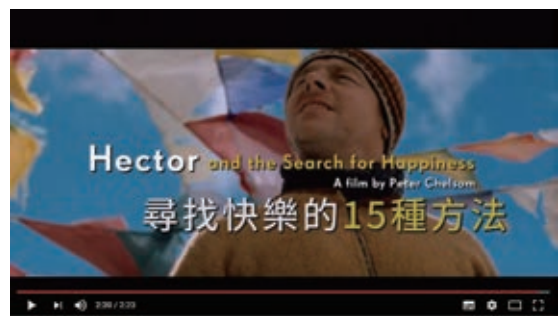 Hector and the Search for Happiness
A film by Peter Chelsom
尋找快樂的15種方法